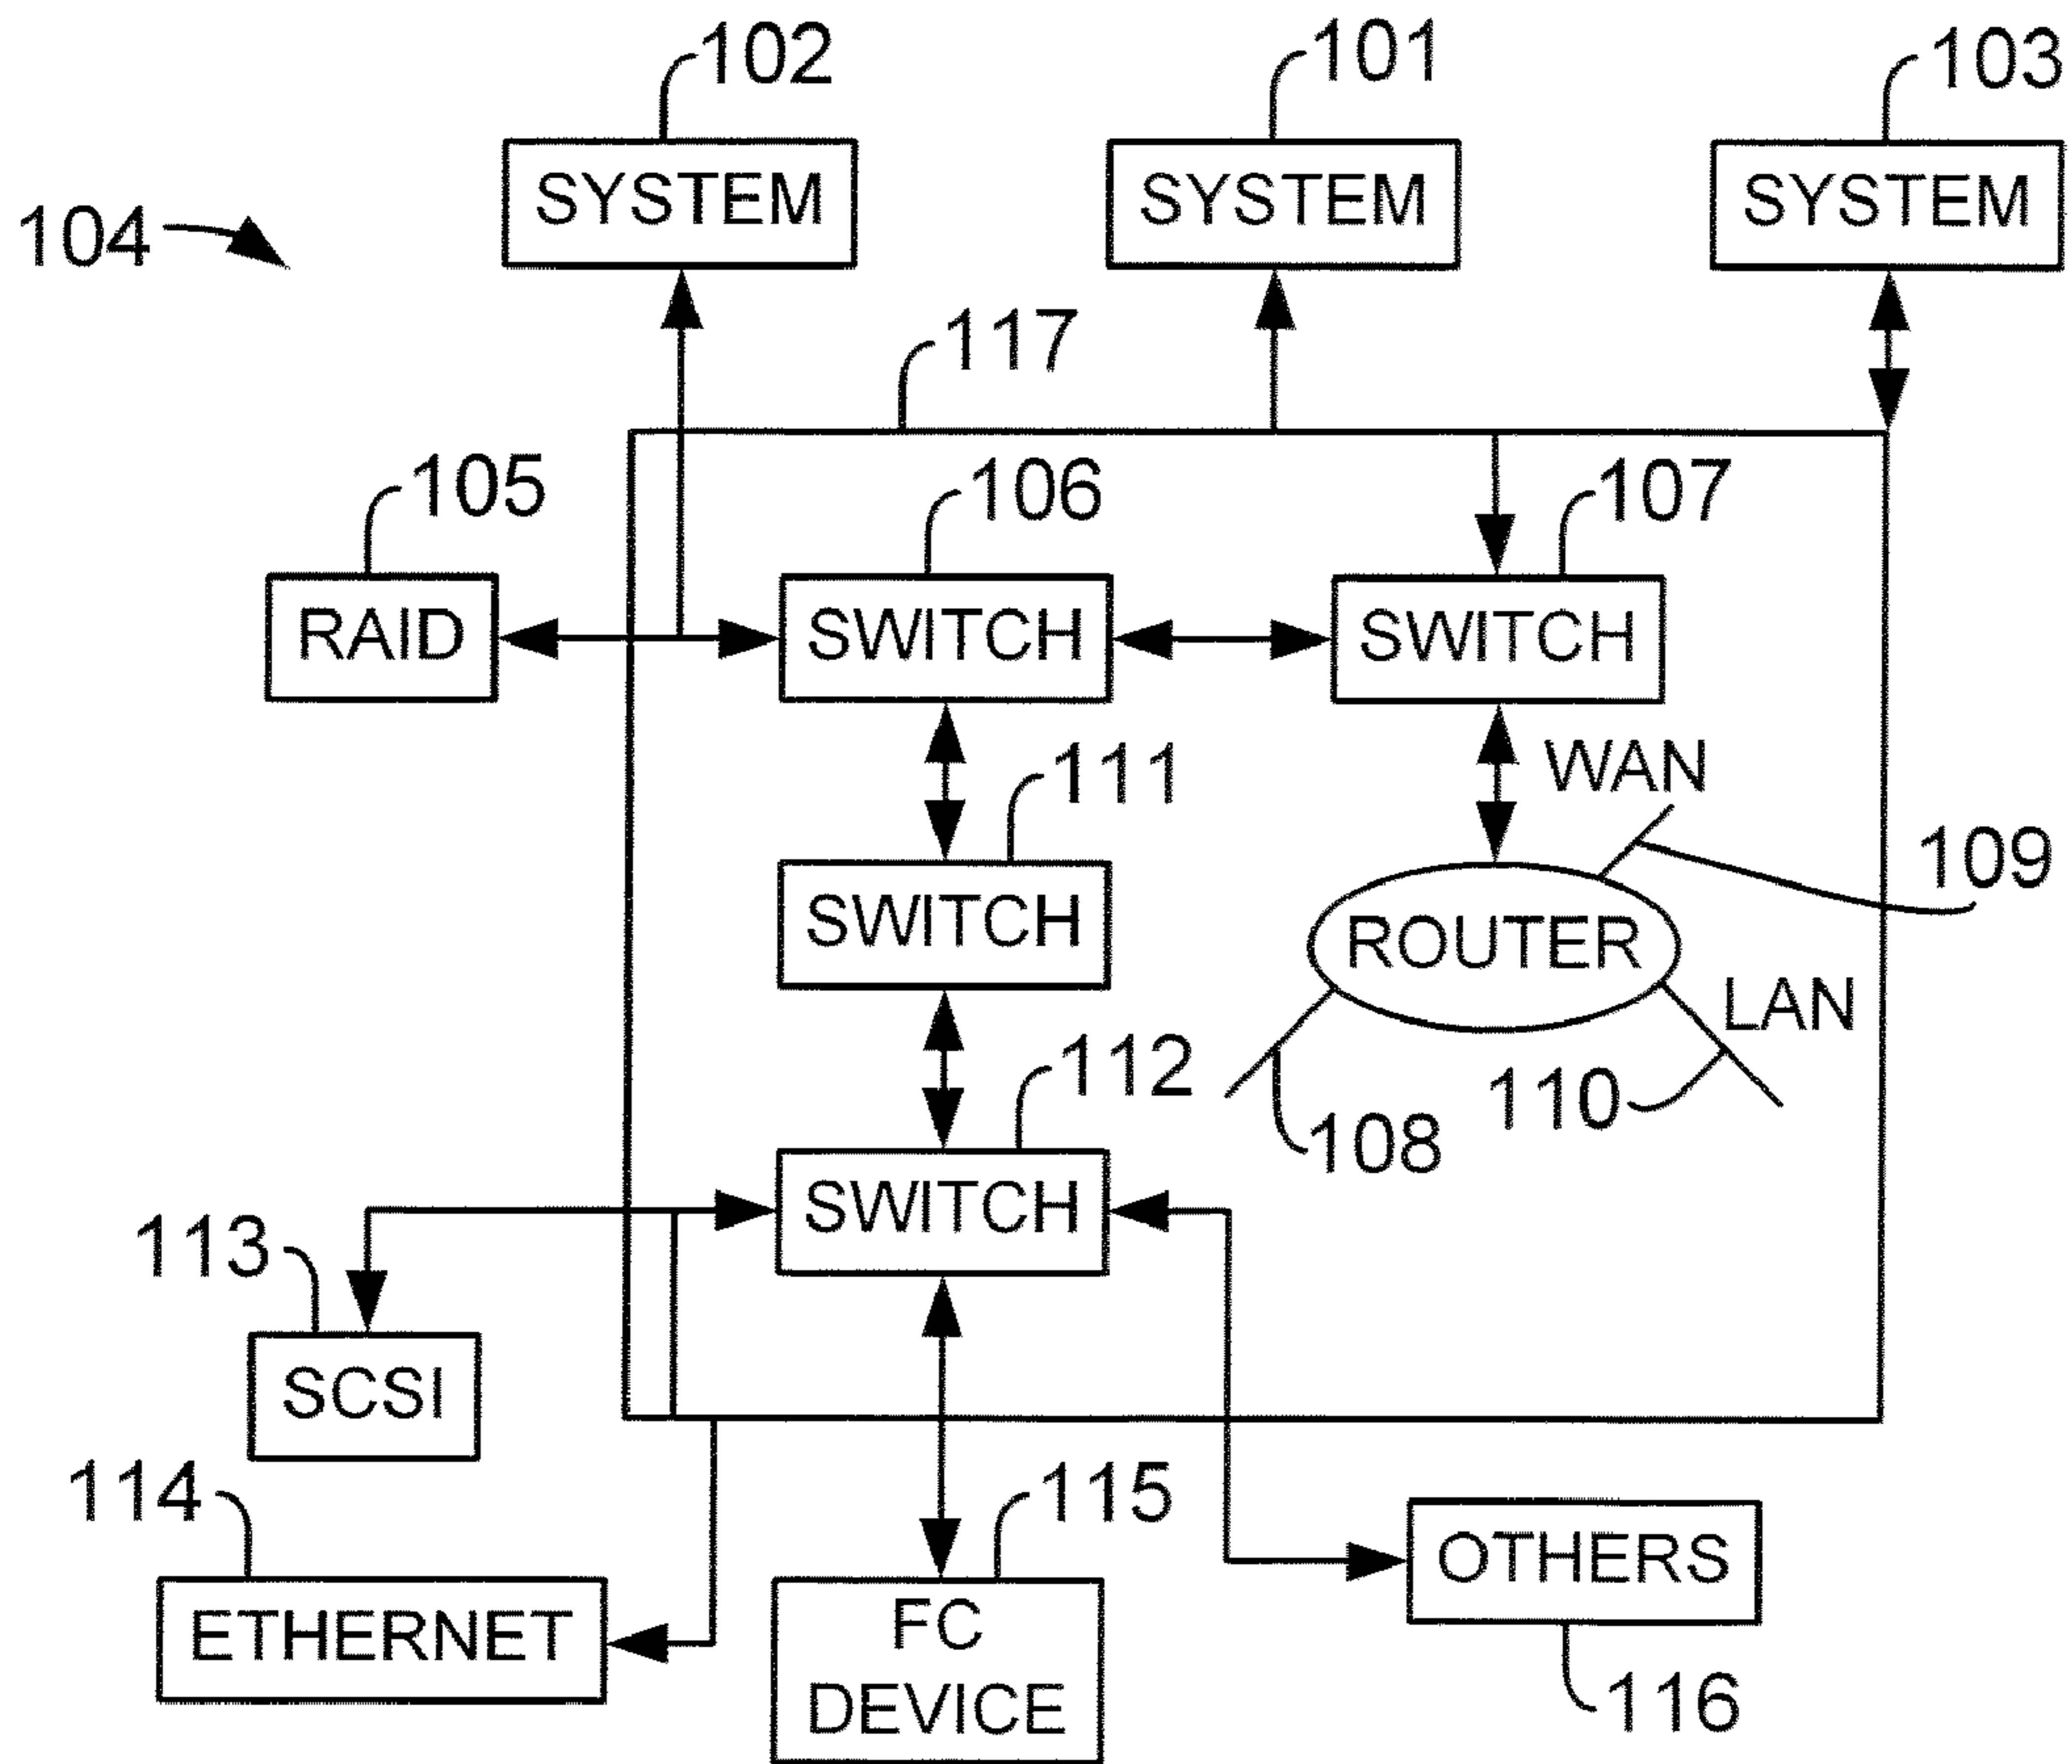 102
101
103
SYSTEM
SYSTEM
SYSTEM
104
117
105
106
107
RAID
SWITCH
SWITCH
111
WAN
109
SWITCH
ROUTER
LAN
112
110
108
SWITCH
113
SCSI
114
115
OTHERS
ETHERNET
FC
DEVICE
116